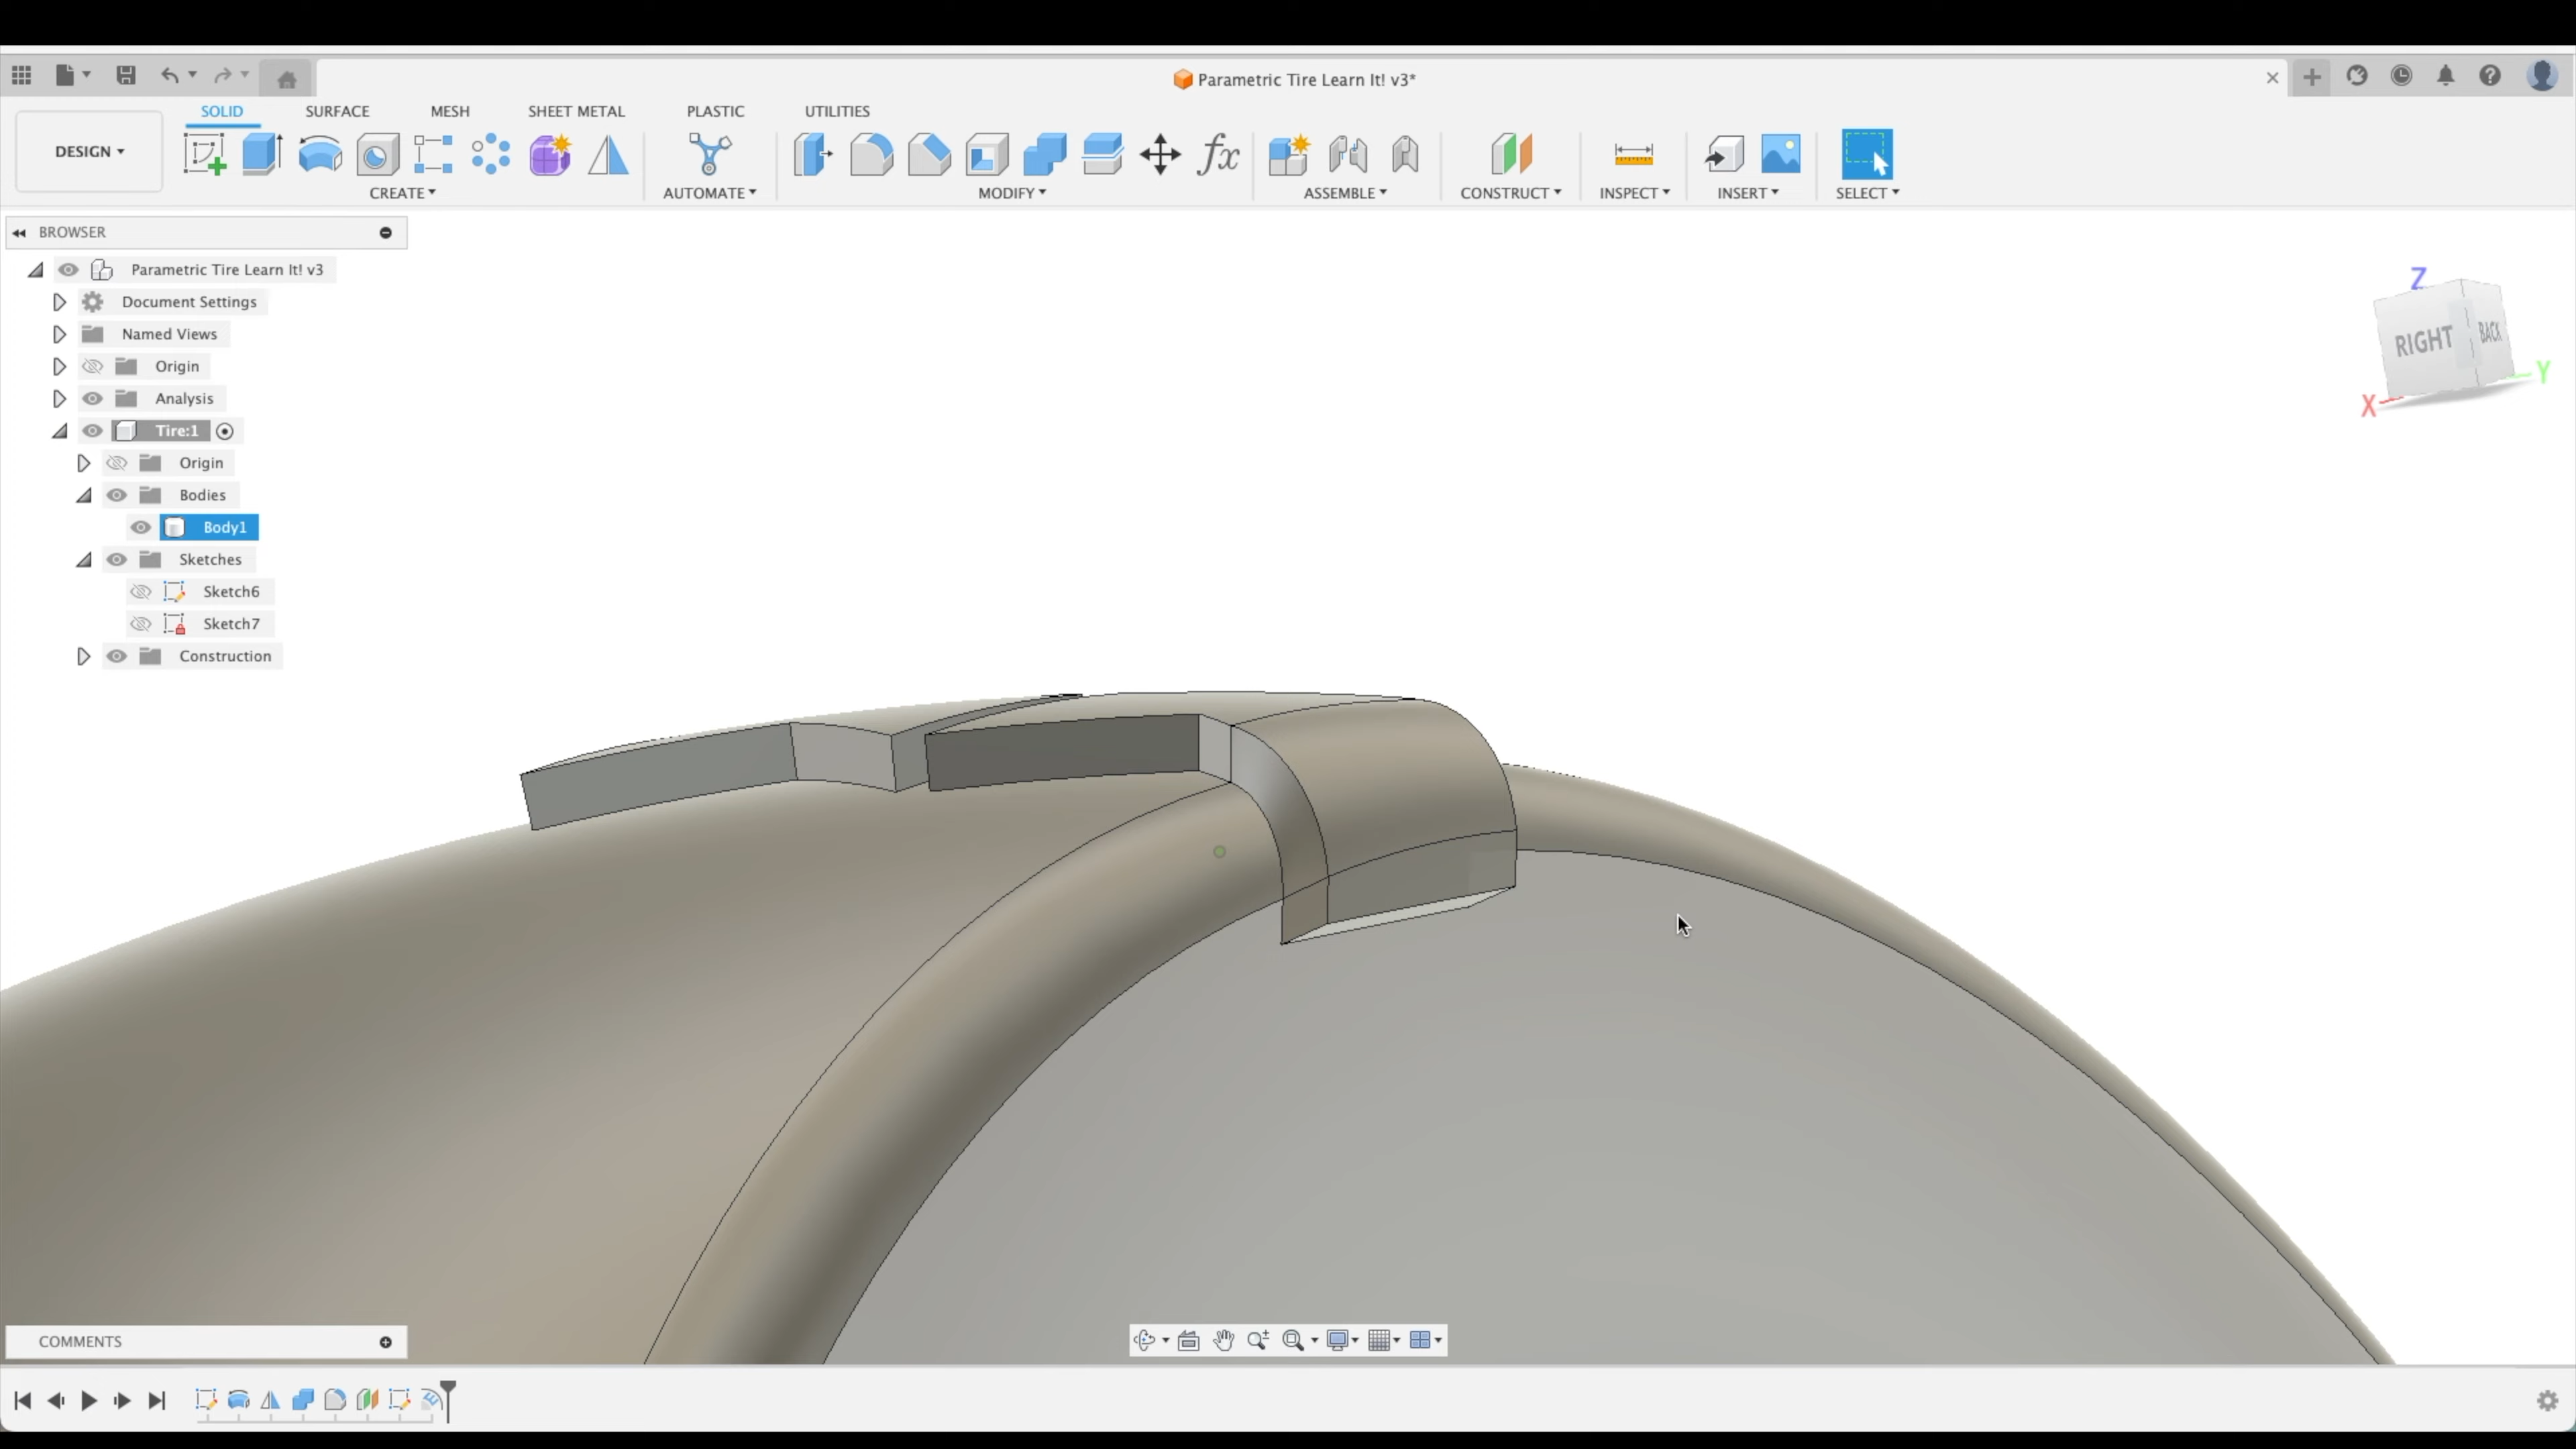 Parametric Tire Learn It! v3*
SOLID SURFACE MESH SHEET METAL PLASTIC UTILITIES
DESIGN
fx
CREATE AUTOMATE MODIFY ASSEMBLE CONSTRUCT INSPECT INSERT SELECT
BROWSER
Parametric Tire Learn It! v3
Document Settings
Named Views
Origin
Analysis
Tire:1
Origin
Bodies
Body1
Sketches
Sketch6
Sketch7
Construction
Z
RIGHT BACK
Y
X
COMMENTS